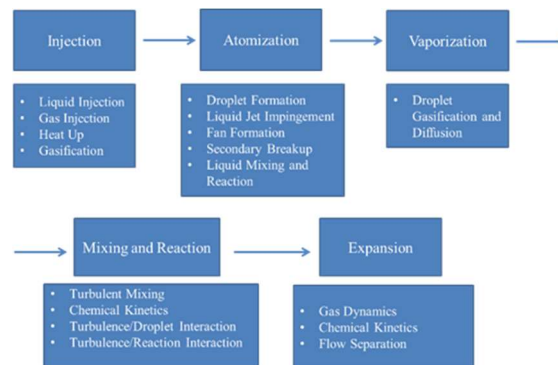 Injection
Atomization
Vaporization
• Liquid Injection
• Gas Injection
• Heat Up
• Gasification
• Droplet Formation
• Liquid Jet Impingement
• Fan Formation
• Secondary Breakup
• Liquid Mixing and
Reaction
• Droplet
Gasification and
Diffusion
Mixing and Reaction
Expansion
• Turbulent Mixing
• Chemical Kinetics
• Turbulence/Droplet Interaction
• Turbulence/Reaction Interaction
• Gas Dynamics
• Chemical Kinetics
• Flow Separation